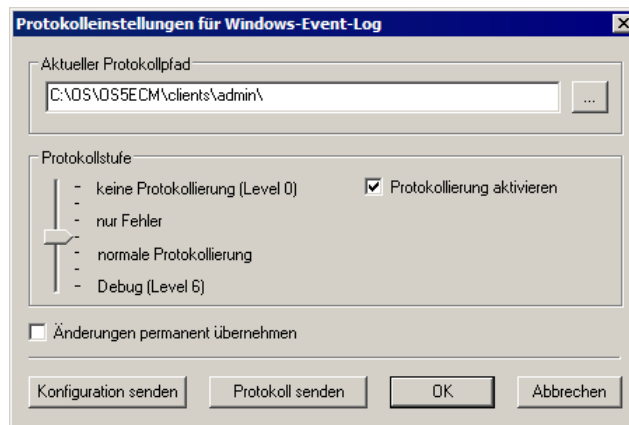 Protokolleinstellungen für Windows-Event-Log
Aktueller Protokollpfad
C:\OS\OS5ECM\clients\admin\
...
Protokollstufe
keine Protokollierung (Level 0)
Protokollierung aktivieren
nur Fehler
normale Protokollierung
Debug (Level 6)
Änderungen permanent übernehmen
Konfiguration senden
Protokoll senden
OK
Abbrechen